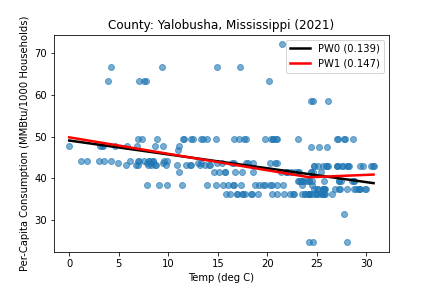 County: Yalobusha, Mississippi (2021)
PW0 (0.139)
PW1 (0.147)
Per-Capita Consumption (MMBtu/1000 Households)
70
60
50
40
30
0 5 10 15 20 25 30
Temp (deg C)